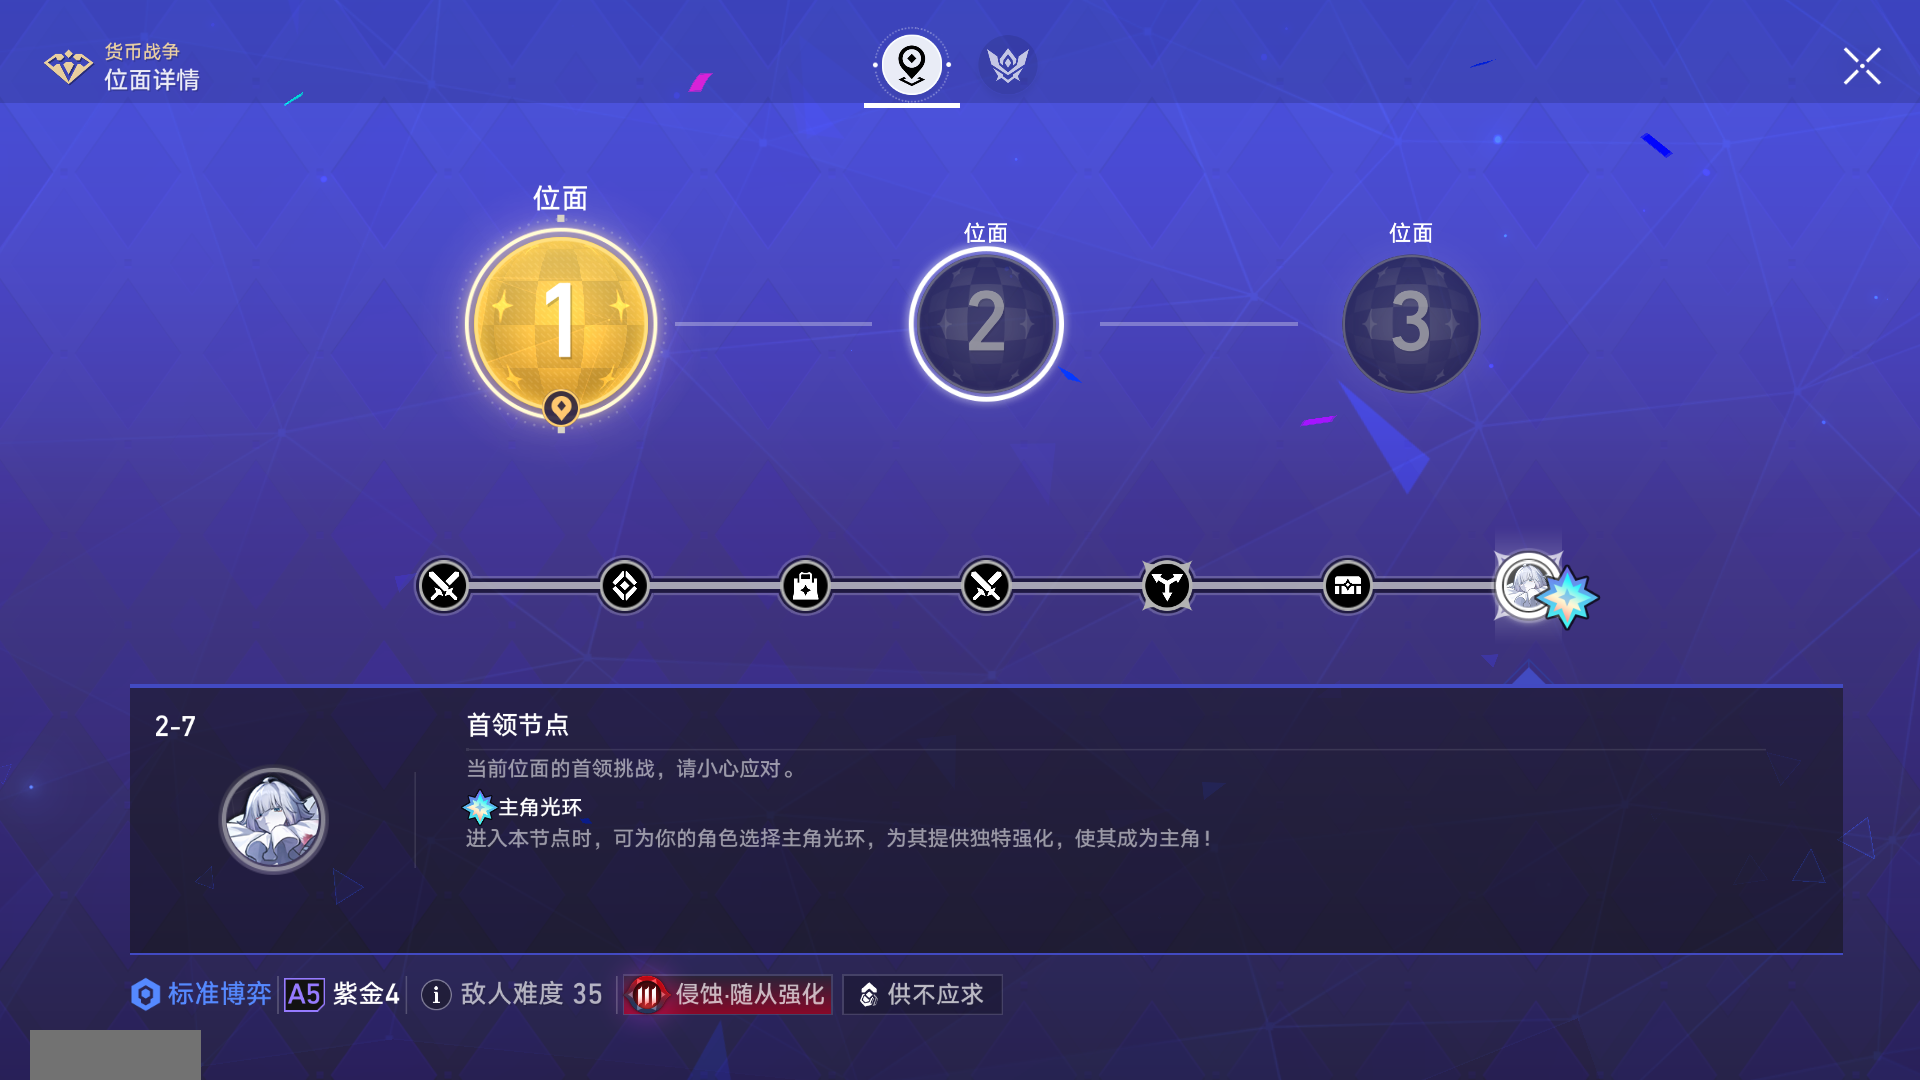 货币战争
位面详情
位面
1
位面
2
位面
3
2-7
首领节点
当前位面的首领挑战，请小心应对。
主角光环
进入本节点时，可为你的角色选择主角光环，为其提供独特强化，使其成为主角！
标准博弈 A5 紫金4 敌人难度 35 侵蚀·随从强化 供不应求